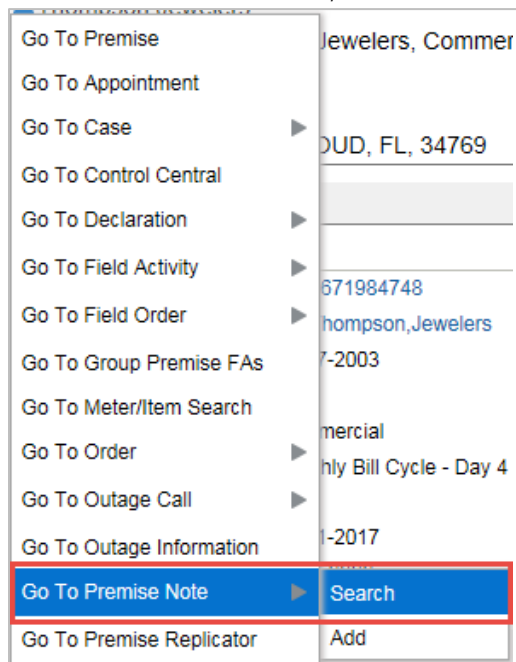 Go To Premise
Jewelers, Commer
Go To Appointment
Go To Case
OUD, FL, 34769
Go To Control Central
Go To Declaration
Go To Field Activity
671984748
Go To Field Order
hompson,Jewelers
Go To Group Premise FAs
7-2003
Go To Meter/Item Search
mercial
Go To Order
hly Bill Cycle - Day 4
Go To Outage Call
Go To Outage Information
1-2017
Go To Premise Note
Search
Go To Premise Replicator
Add